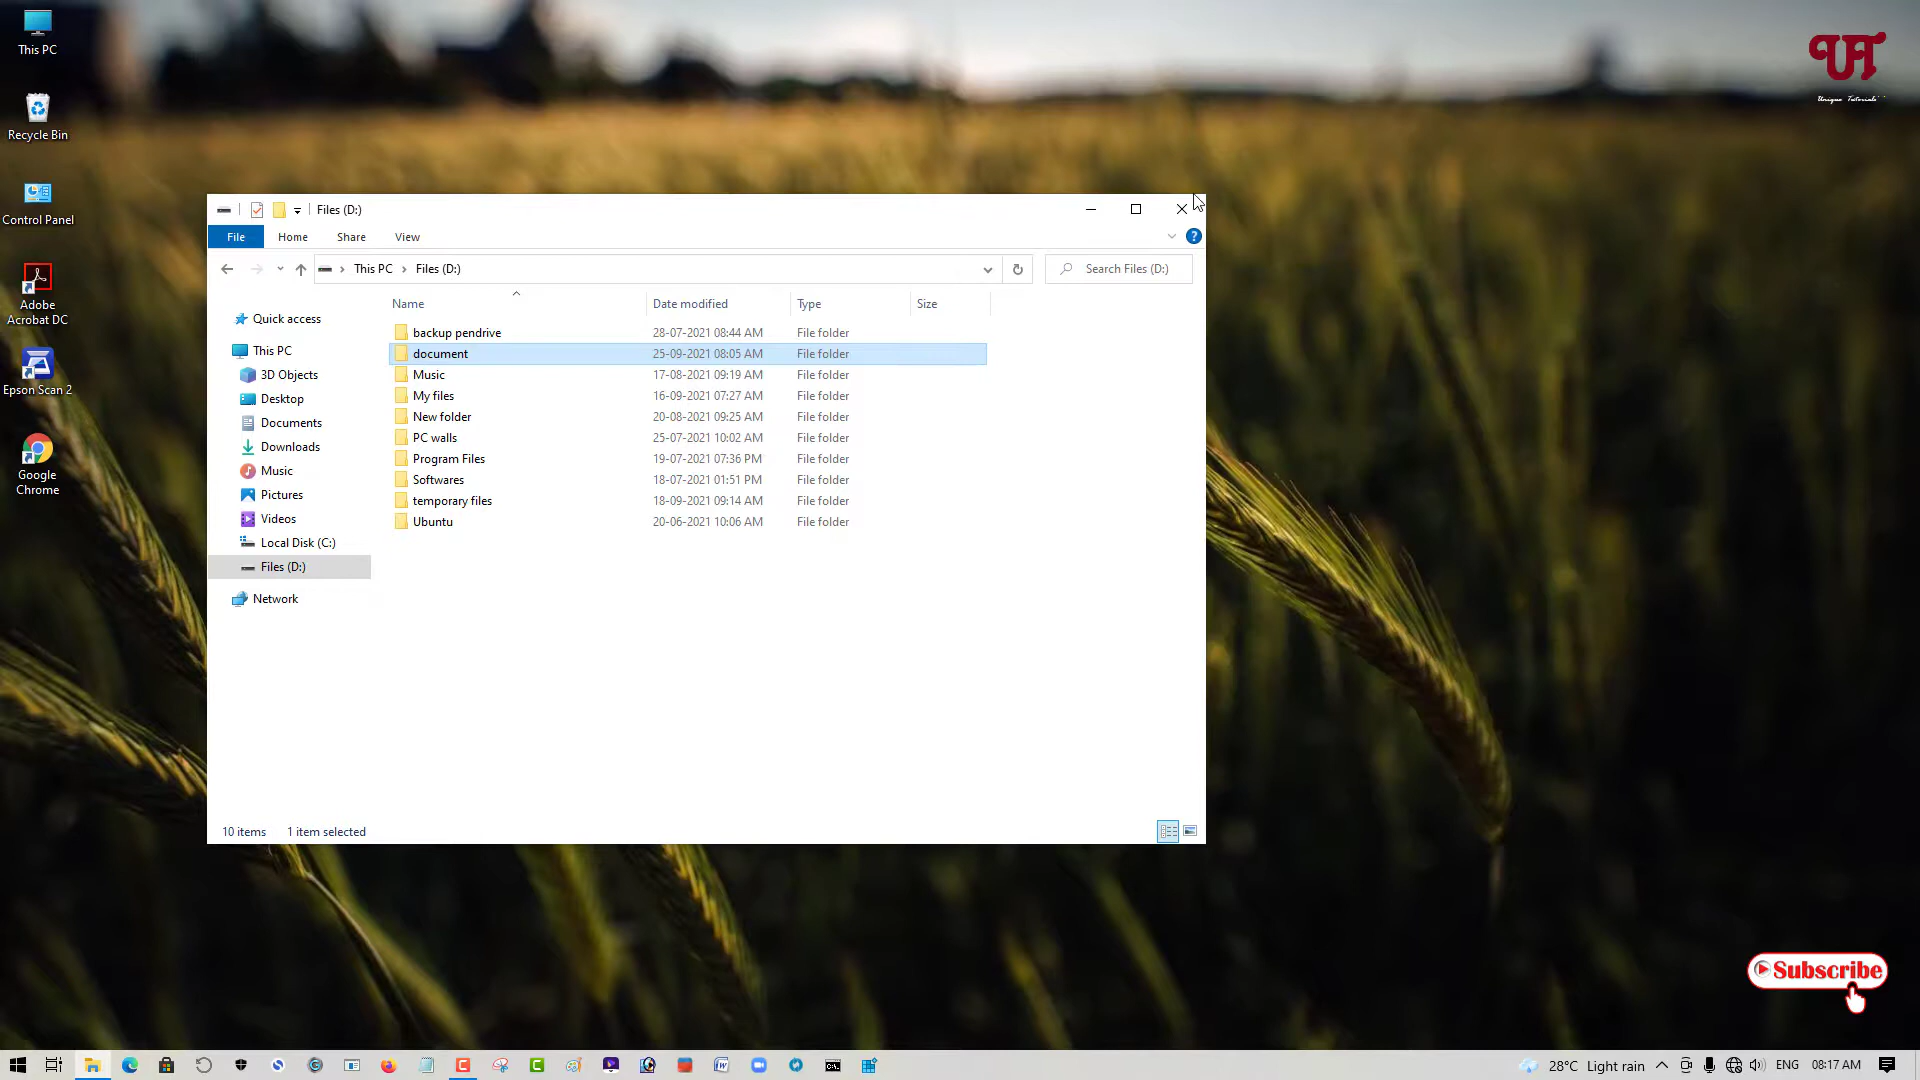 This PC
Recycle Bin
Control Panel
Adobe
Acrobat DC
Epson Scan 2
Google
Chrome
UT
Unique Tutorials
Files (D:)
File Home Share View
This PC Files (D:)
Search Files (D:)
Name Date modified Type Size
backup pendrive 28-07-2021 08:44 AM File folder
document 25-09-2021 08:05 AM File folder
Music 17-08-2021 09:19 AM File folder
My files 16-09-2021 07:27 AM File folder
New folder 20-08-2021 09:25 AM File folder
PC walls 25-07-2021 10:02 AM File folder
Program Files 19-07-2021 07:36 PM File folder
Softwares 18-07-2021 01:51 PM File folder
temporary files 18-09-2021 09:14 AM File folder
Ubuntu 20-06-2021 10:06 AM File folder
Quick access
This PC
3D Objects
Desktop
Documents
Downloads
Music
Pictures
Videos
Local Disk (C:)
Files (D:)
Network
10 items 1 item selected
Subscribe
28°C Light rain ENG 08:17 AM